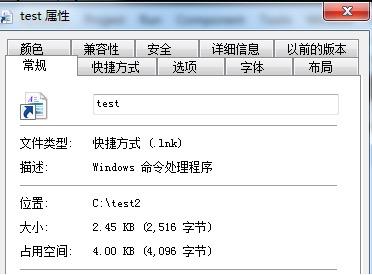 test 属性
颜色 兼容性 安全 详细信息 以前的版本
常规 快捷方式 选项 字体 布局
test
文件类型: 快捷方式 (.lnk)
描述: Windows 命令处理程序
位置: C:\test2
大小: 2.45 KB (2,516 字节)
占用空间: 4.00 KB (4,096 字节)